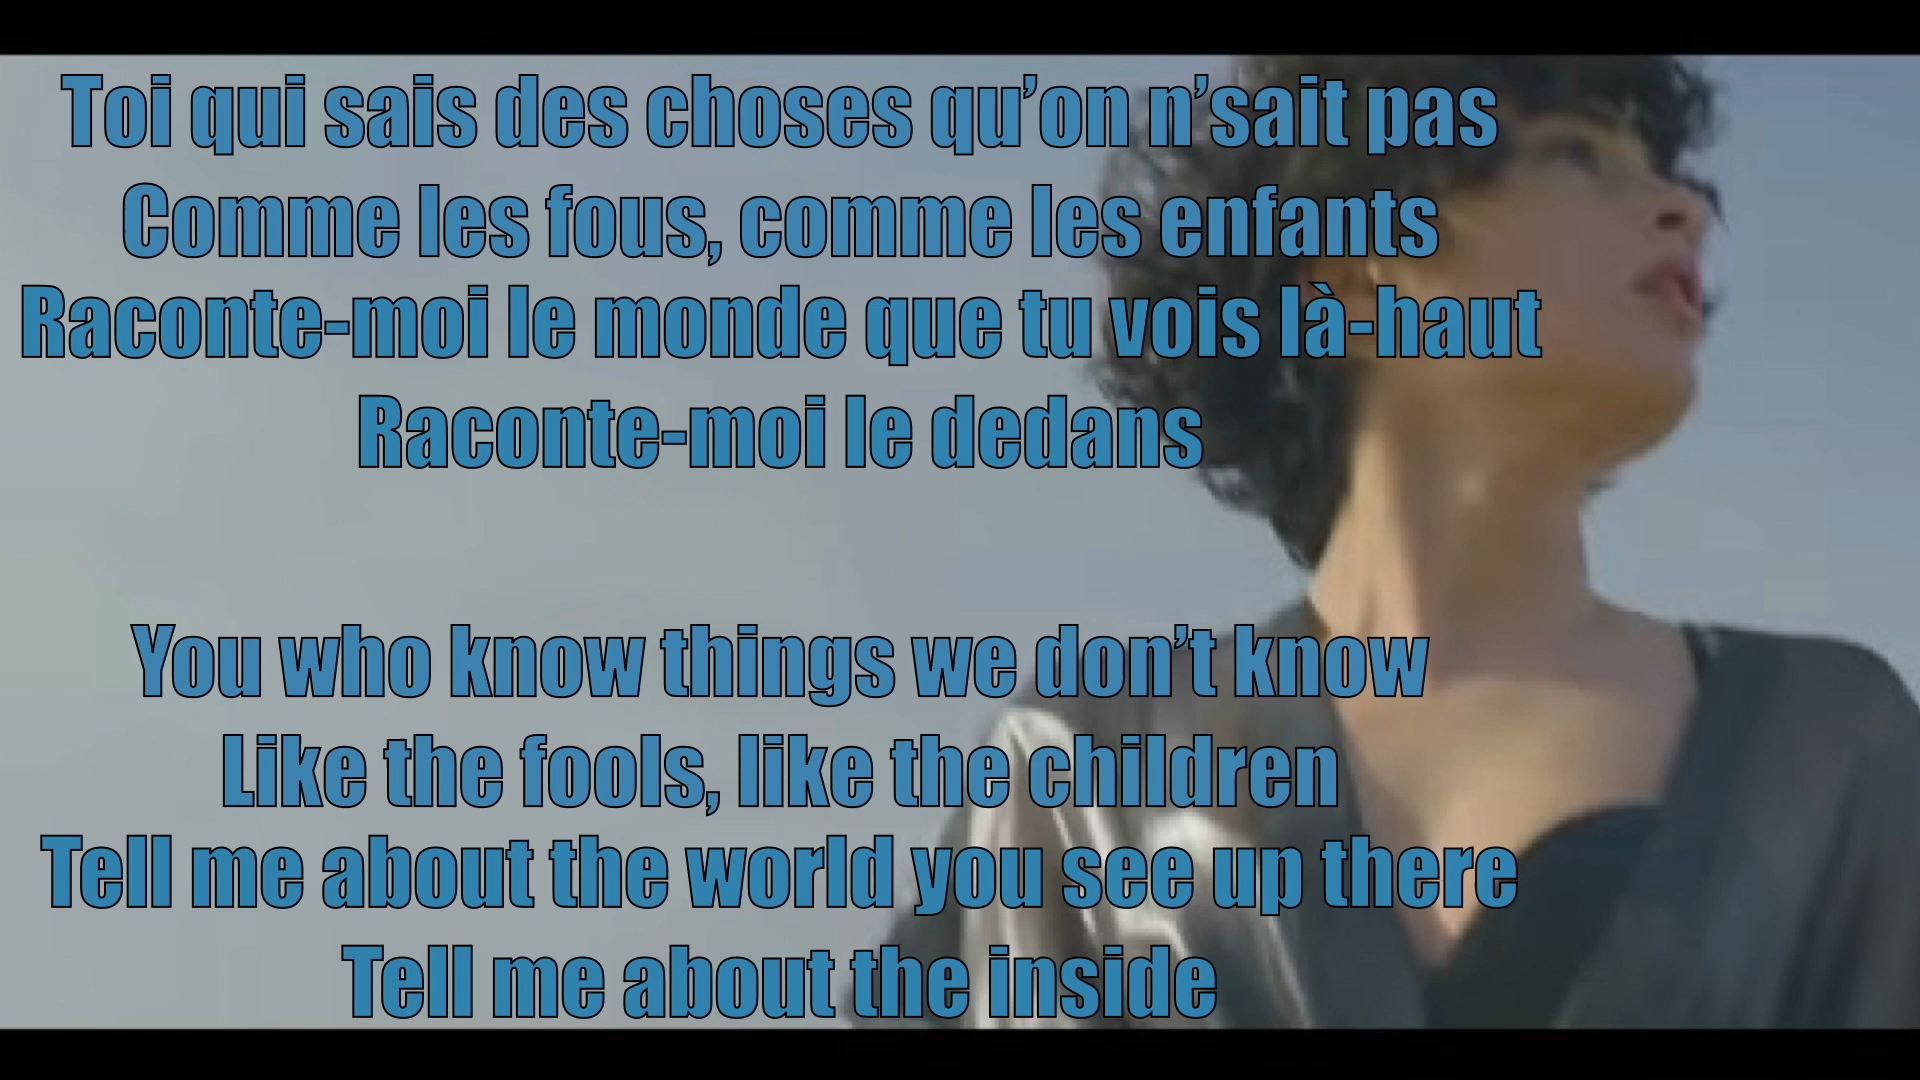 Toi qui sais des choses qu’on n’sait pas
Comme les fous, comme les enfants
Raconte-moi le monde que tu vois là-haut
Raconte-moi le dedans
You who know things we don’t know
Like the fools, like the children
Tell me about the world you see up there
Tell me about the inside